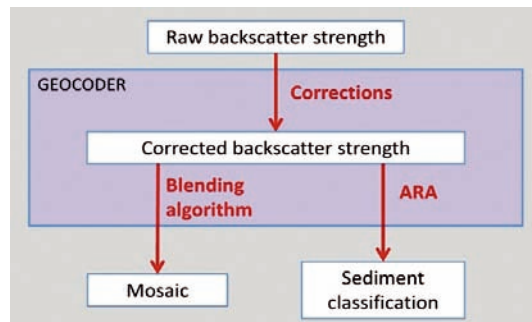 Raw backscatter strength
GEOCODER
Corrections
Corrected backscatter strength
Blending
algorithm
ARA
Mosaic
Sediment
classification